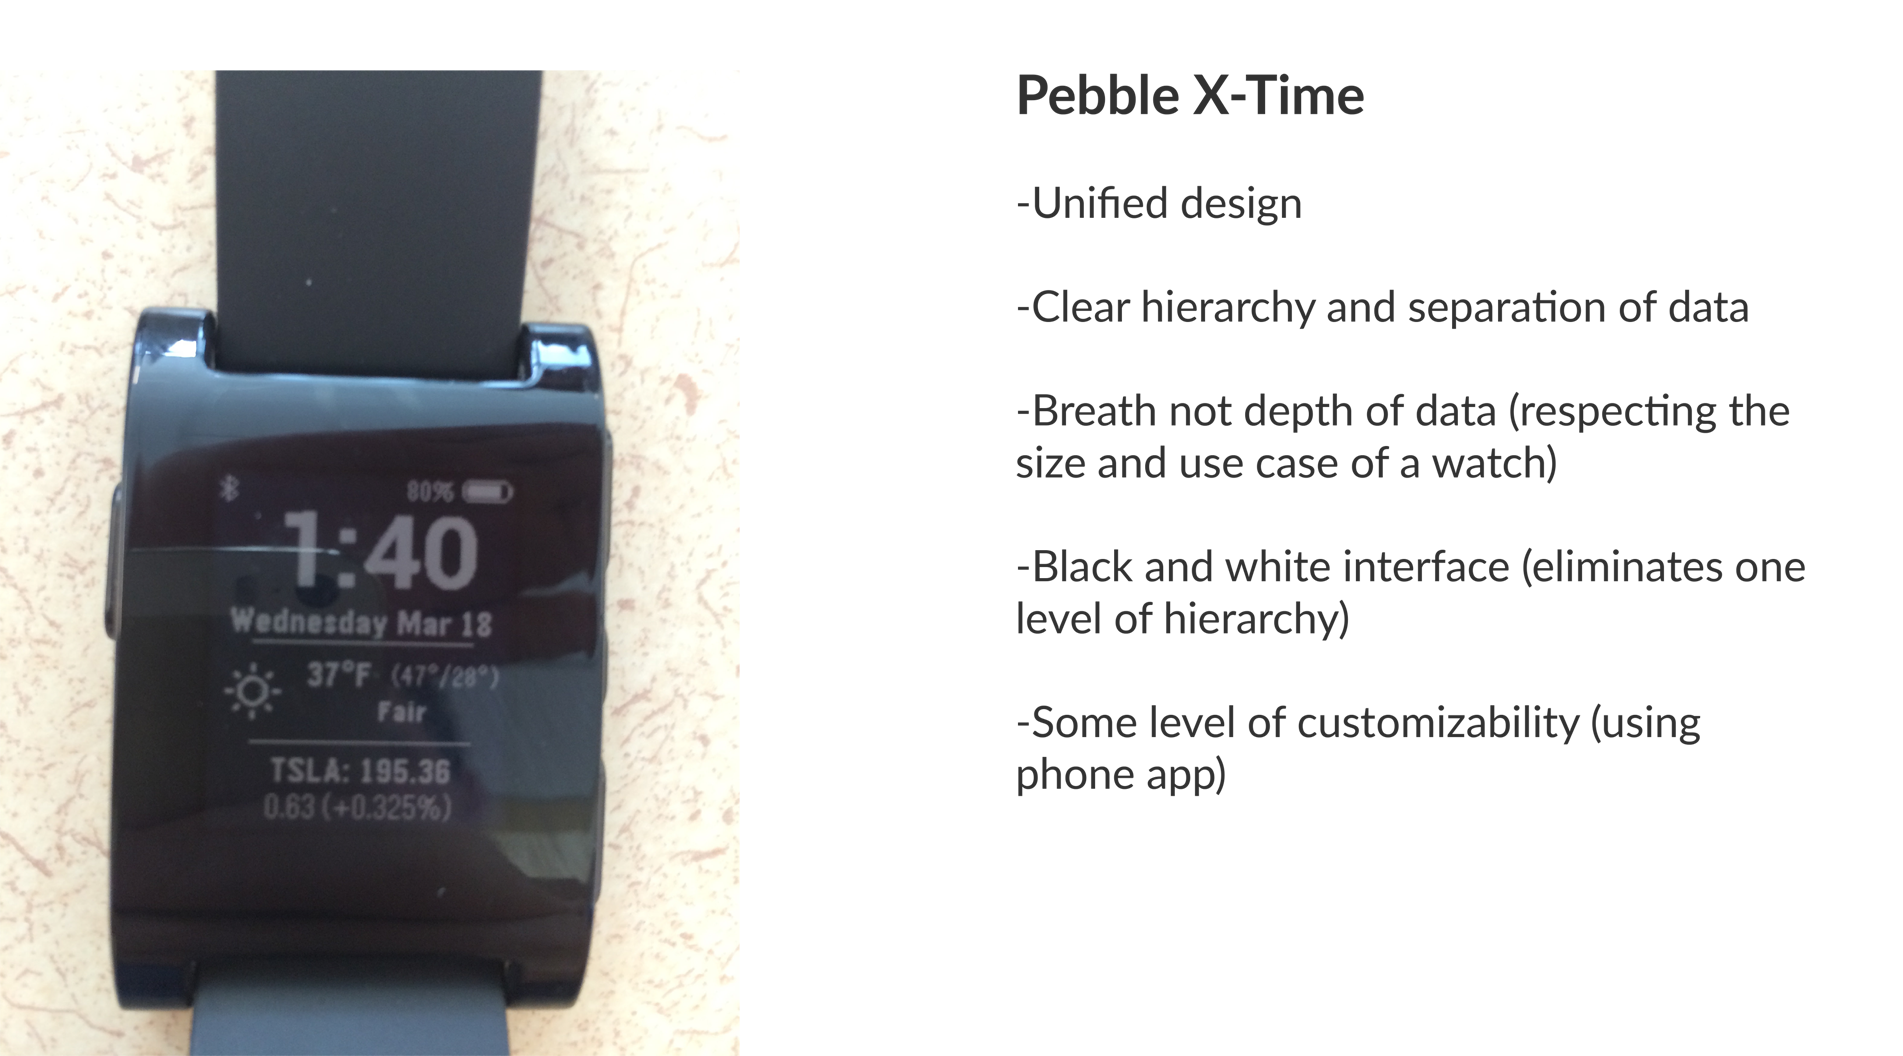 80%
1:40
Wednesday Mar 18
37°F (47°/28°)
Fair
TSLA: 195.36
0.63 (+0.325%)
Pebble X-Time
-Unified design
-Clear hierarchy and separation of data
-Breath not depth of data (respecting the
size and use case of a watch)
-Black and white interface (eliminates one
level of hierarchy)
-Some level of customizability (using
phone app)